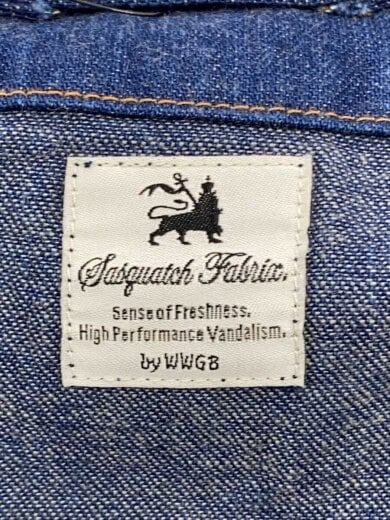 Sasquatch Fabrix.
Sense of Freshness.
High Performance Vandalism.
by WWGB